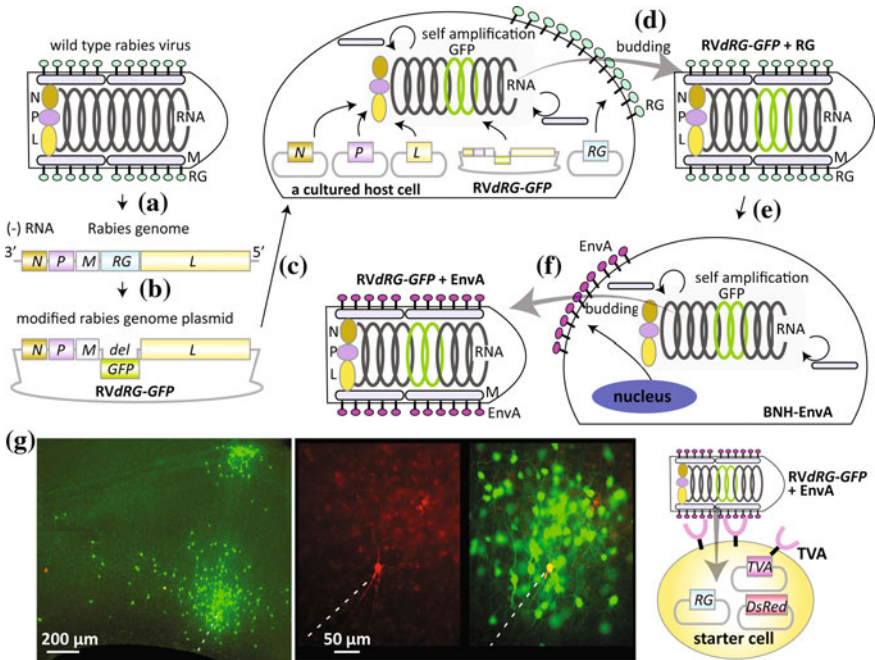 wild type rabies virus
N
P
L
RNA
M
RG
(a)
(-) RNA Rabies genome
3’ N P M RG L 5’
(b)
modified rabies genome plasmid
N P M del L
GFP
RVdRG-GFP
self amplification
GFP
RNA
budding
RG
N P L RG
a cultured host cell RVdRG-GFP
(c)
(d)
RVdRG-GFP + RG
N
P
L
RNA
M
RG
(e)
(f)
EnvA
self amplification
GFP
budding
RNA
nucleus
BNH-EnvA
RVdRG-GFP + EnvA
N
P
L
RNA
M
EnvA
(g)
200 µm
50 µm
RVdRG-GFP
+ EnvA
TVA
TVA
RG
DsRed
starter cell